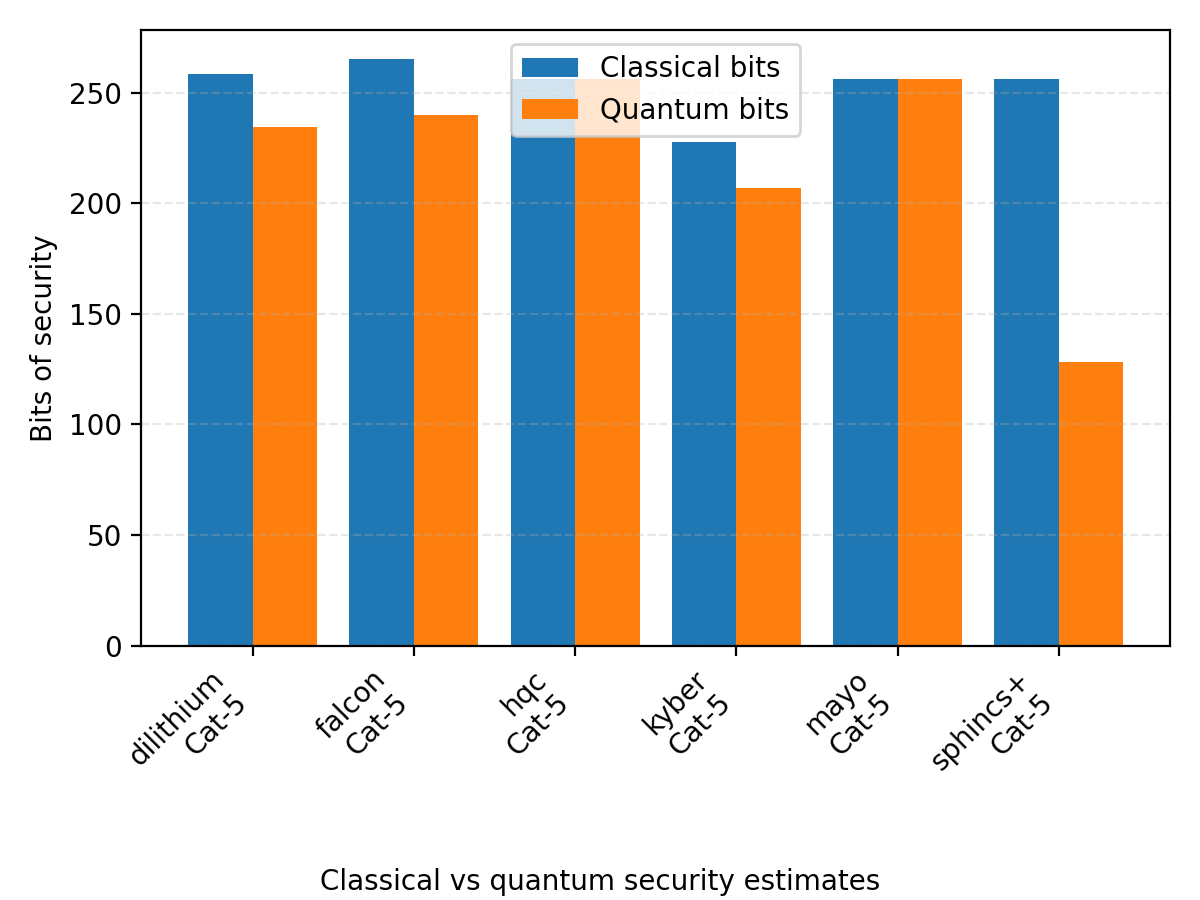 Classical bits
Quantum bits
Bits of security
250
200
150
100
50
0
dilithium
Cat-5
falcon
Cat-5
hqc
Cat-5
kyber
Cat-5
mayo
Cat-5
sphincs+
Cat-5
Classical vs quantum security estimates